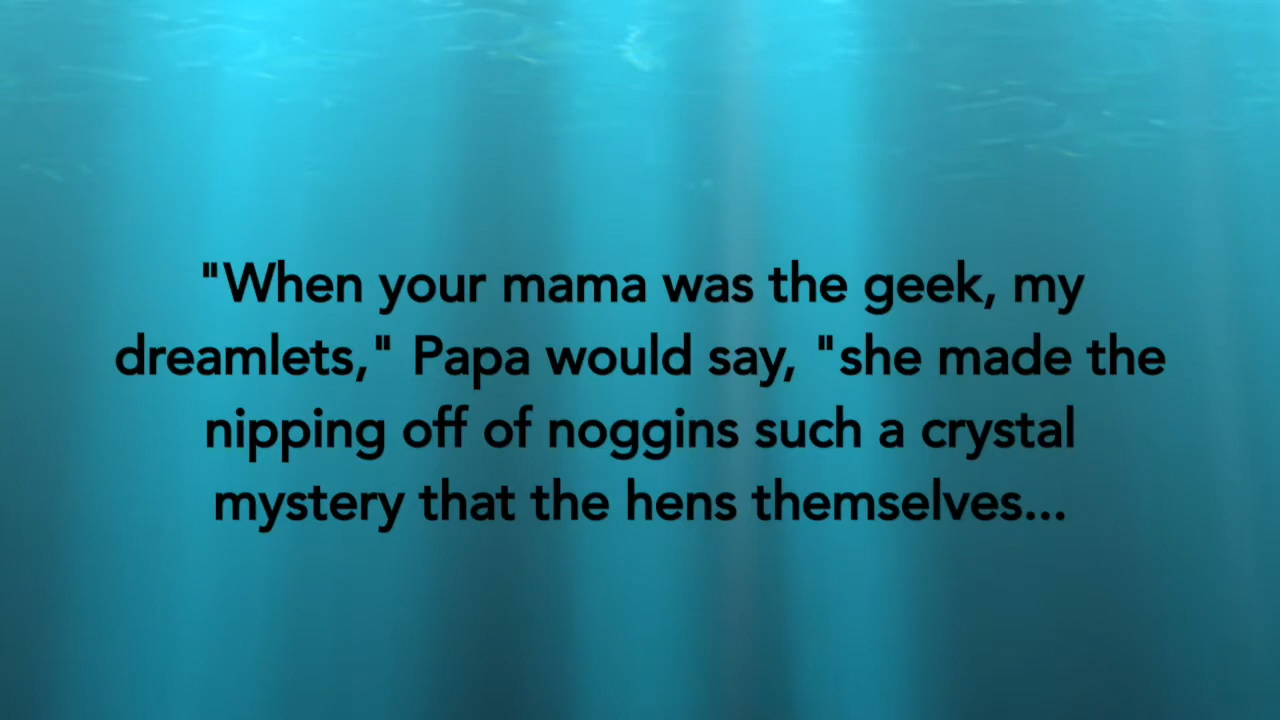 "When your mama was the geek, my
dreamlets," Papa would say, "she made the
nipping off of noggins such a crystal
mystery that the hens themselves...